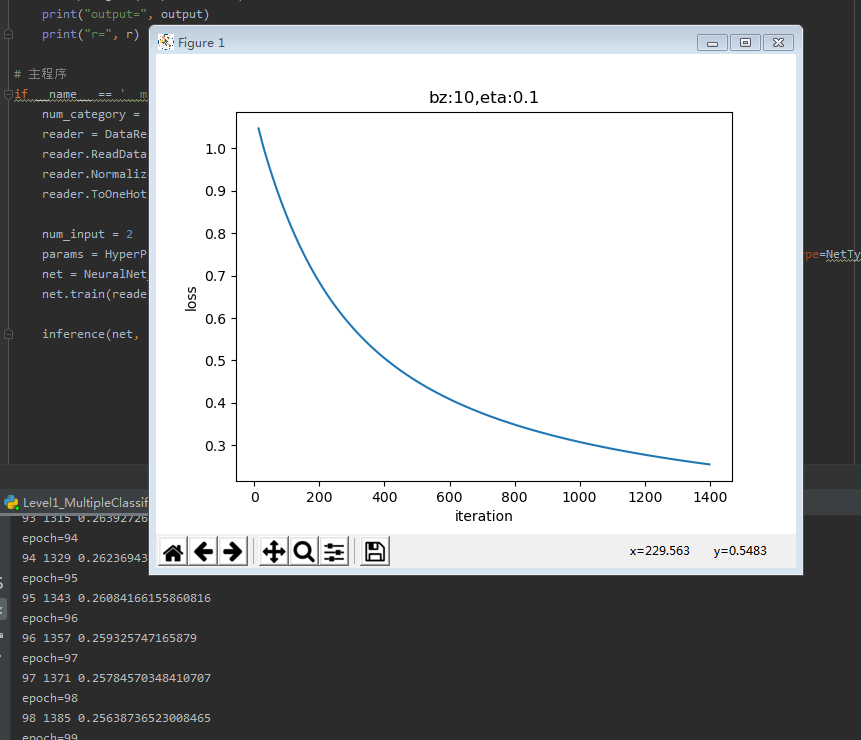 print("output=", output)
print("r=", r)
# 主程序
if __name__ == '__m
num_category =
reader = DataRe
reader.ReadData
reader.Normaliz
reader.ToOneHot
num_input = 2
params = HyperP
pe=NetTy
net = NeuralNet_
net.train(reade
inference(net,
Figure 1
bz:10,eta:0.1
1.0
0.9
0.8
0.7
0.6
0.5
0.4
0.3
loss
0 200 400 600 800 1000 1200 1400
iteration
x=229.563 y=0.5483
Level1_MultipleClassif
93 1315 0.26392726
epoch=94
94 1329 0.26236943
epoch=95
95 1343 0.26084166155860816
epoch=96
96 1357 0.259325747165879
epoch=97
97 1371 0.25784570348410707
epoch=98
98 1385 0.25638736523008465
epoch=99